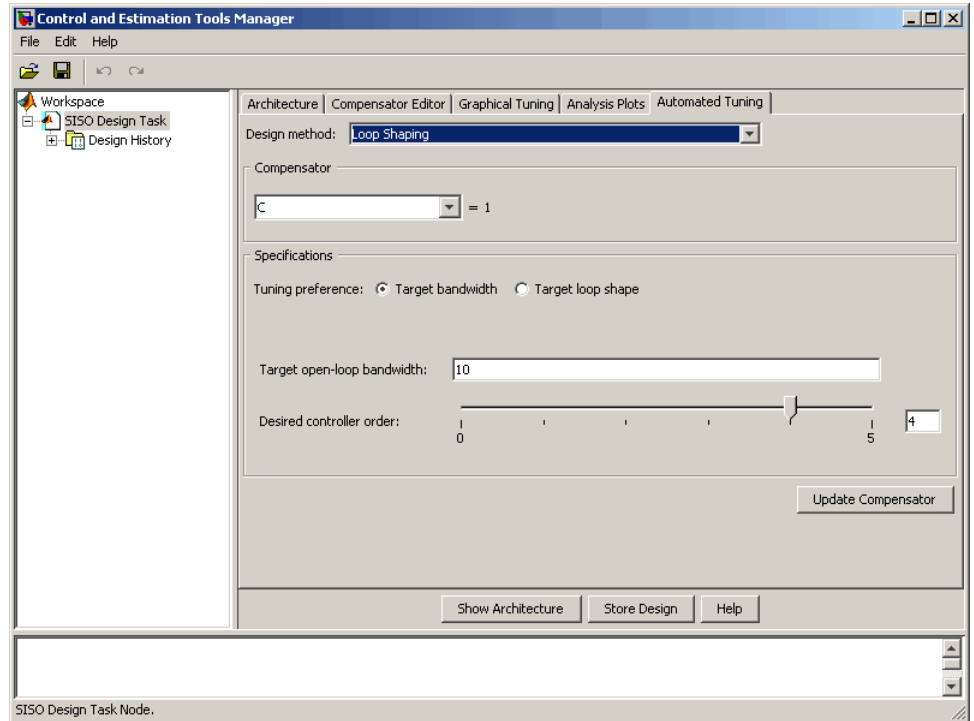 Control and Estimation Tools Manager
File Edit Help
Workspace
SISO Design Task
Design History
Architecture Compensator Editor Graphical Tuning Analysis Plots Automated Tuning
Design method: Loop Shaping
Compensator
C = 1
Specifications
Tuning preference: Target bandwidth Target loop shape
Target open-loop bandwidth: 10
Desired controller order: 4
0 5
Update Compensator
Show Architecture Store Design Help
SISO Design Task Node.